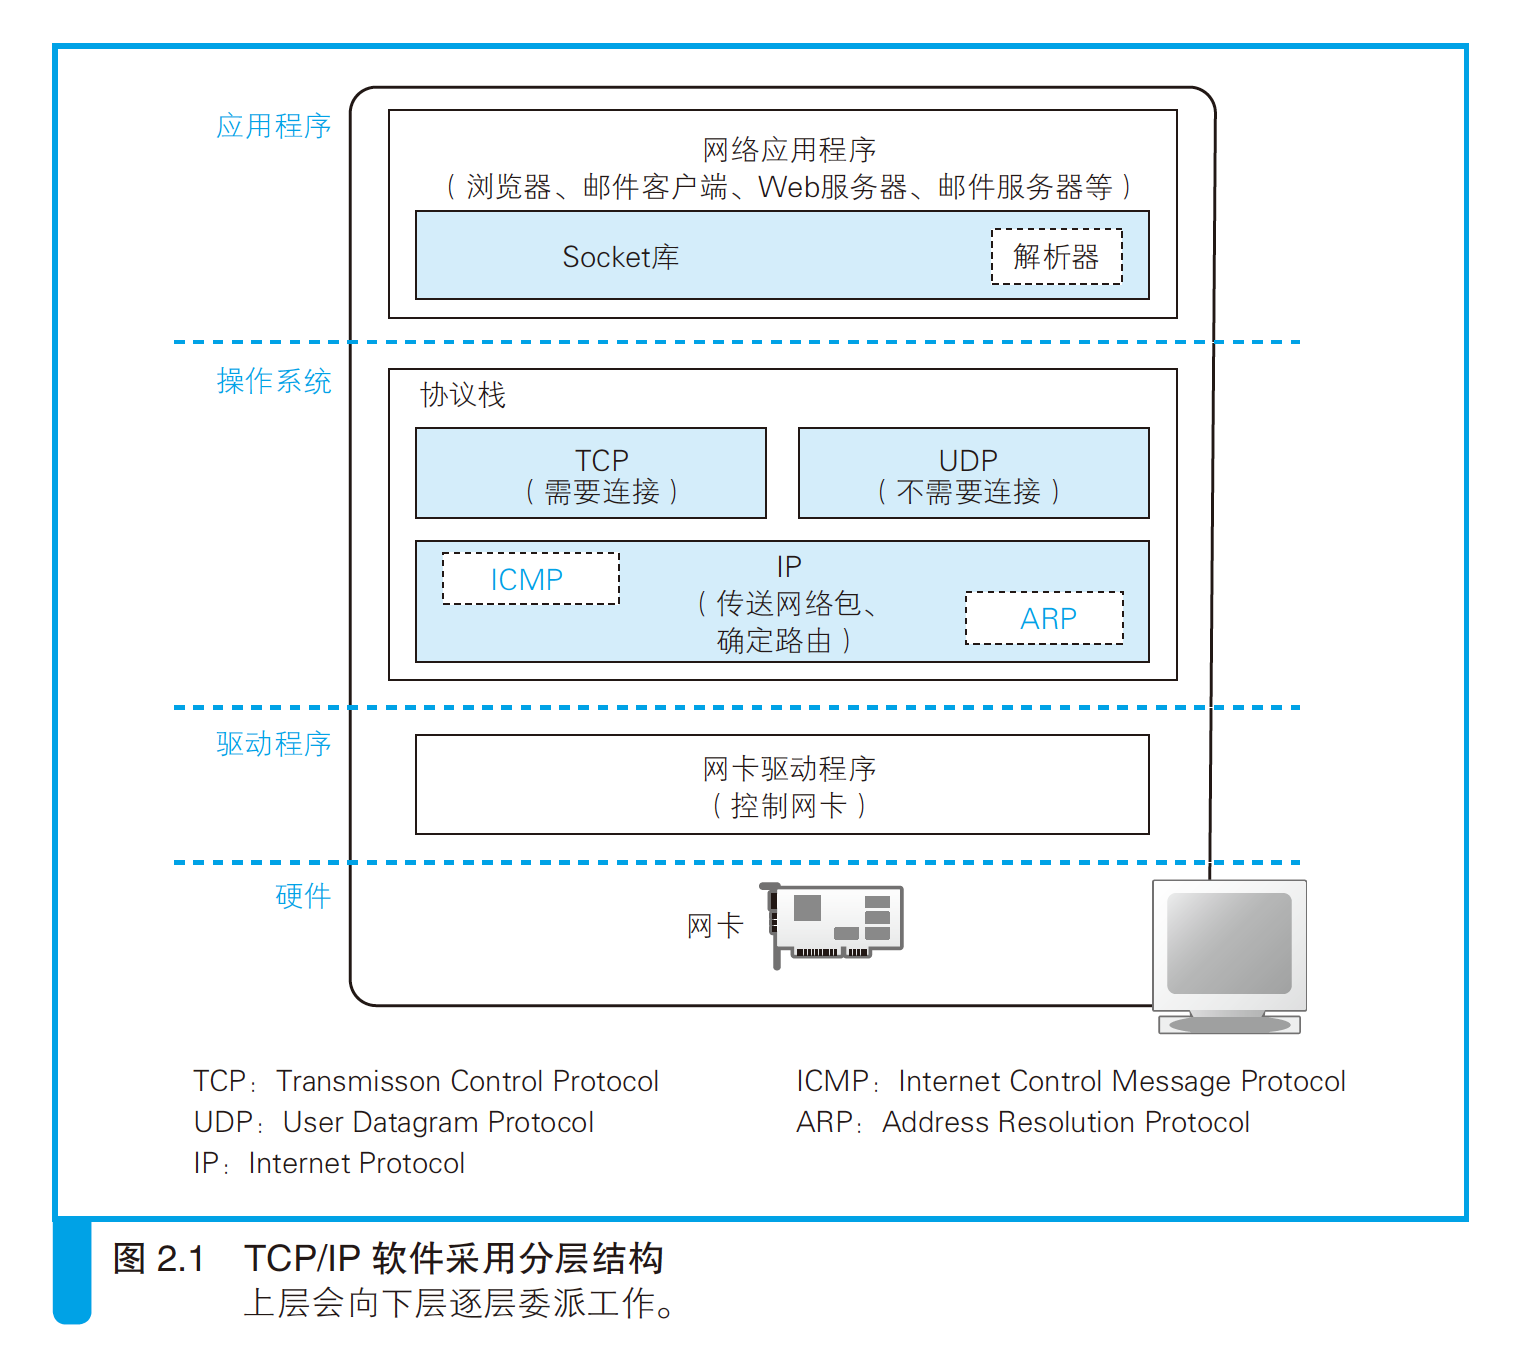 应用程序
网络应用程序
（浏览器、邮件客户端、Web服务器、邮件服务器等）
Socket库
解析器
操作系统
协议栈
TCP
（需要连接）
UDP
（不需要连接）
ICMP
IP
（传送网络包、
确定路由）
ARP
驱动程序
网卡驱动程序
（控制网卡）
硬件
网卡
TCP：Transmisson Control Protocol
UDP：User Datagram Protocol
IP：Internet Protocol
ICMP：Internet Control Message Protocol
ARP：Address Resolution Protocol
图 2.1 TCP/IP 软件采用分层结构
上层会向下层逐层委派工作。